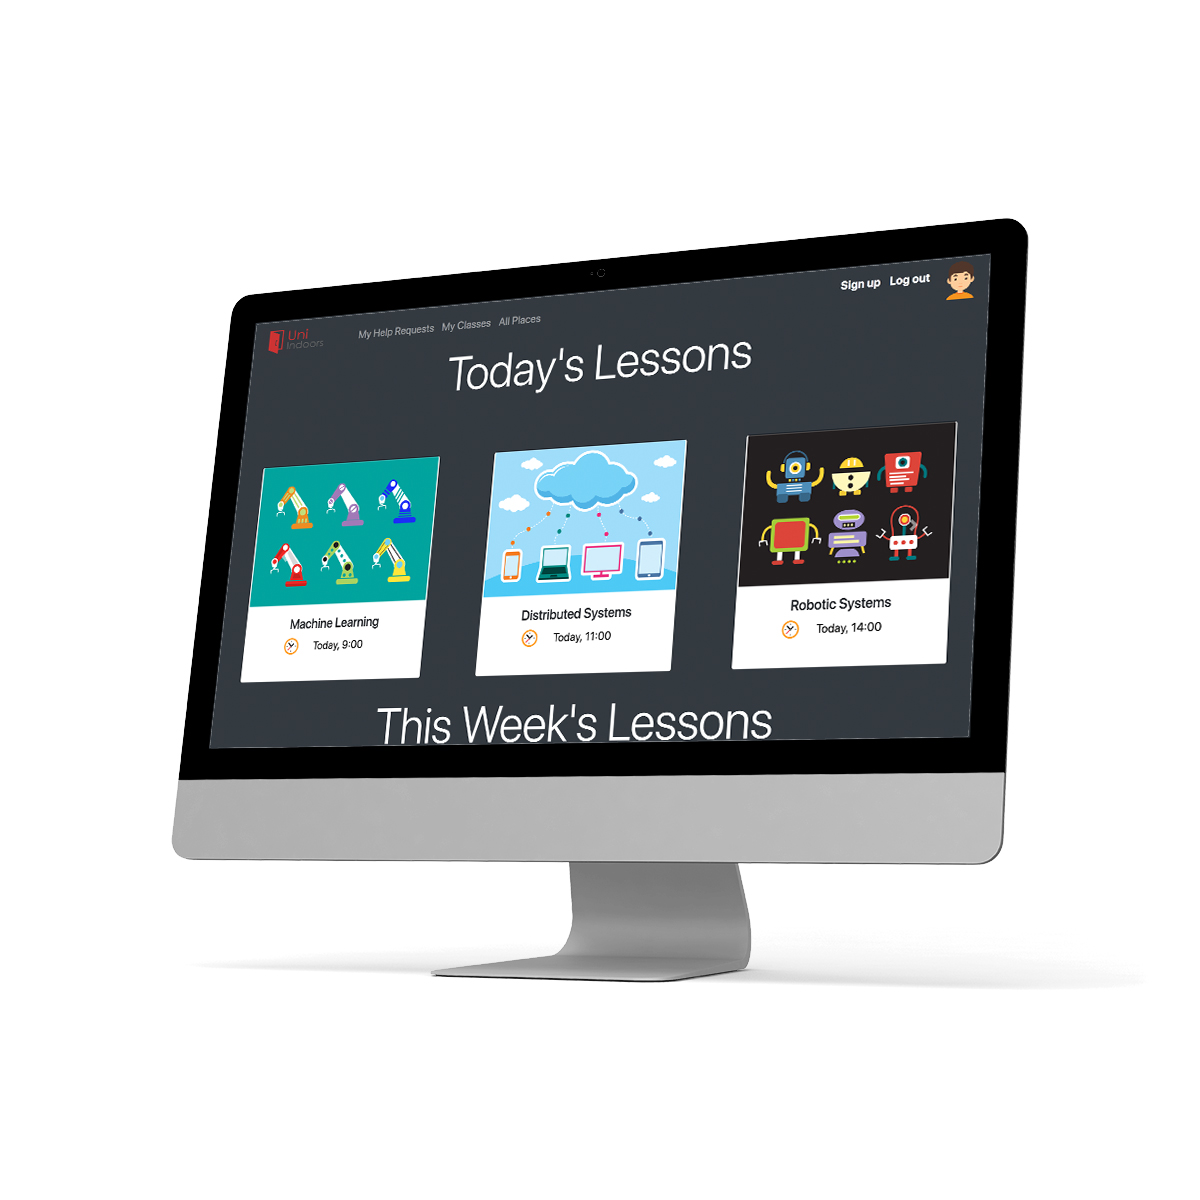 Sign up Log out
Uni
Indoors
My Help Requests My Classes All Places
Today's Lessons
Machine Learning
Today, 9:00
Distributed Systems
Today, 11:00
Robotic Systems
Today, 14:00
This Week's Lessons